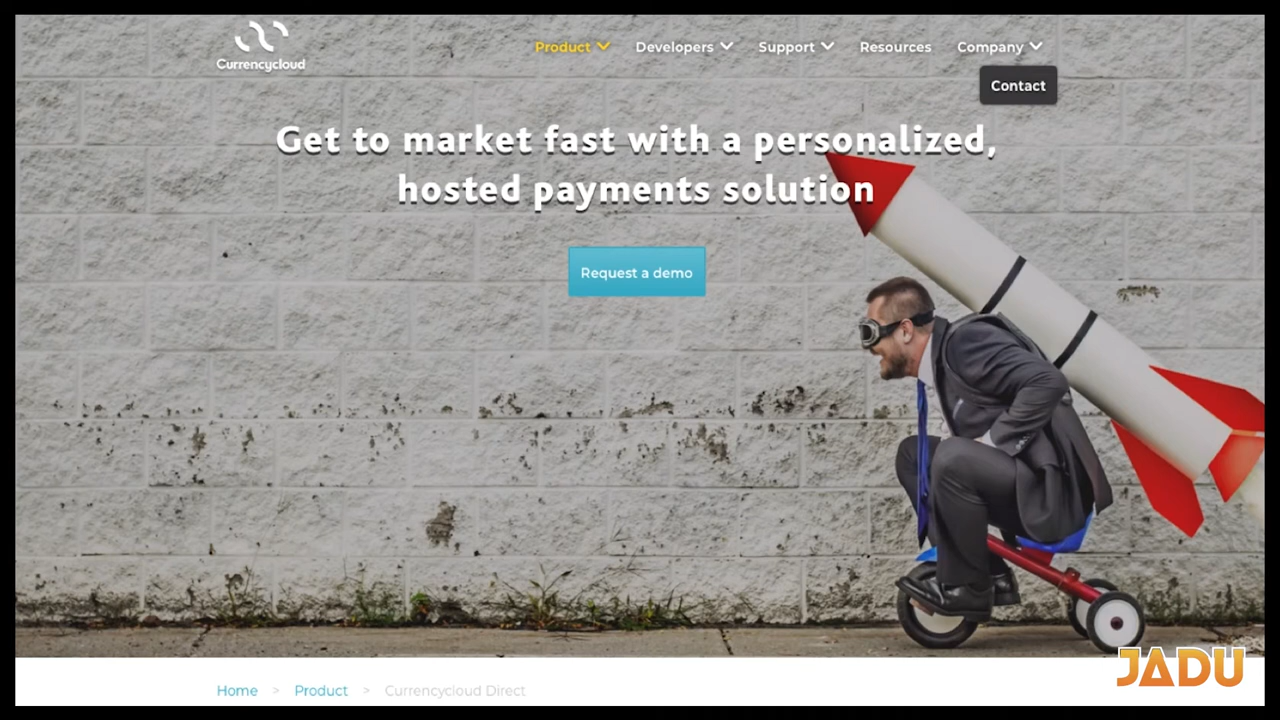 Currencycloud
Product Developers Support Resources Company
Contact
Get to market fast with a personalized,
hosted payments solution
Request a demo
Home > Product > Currencycloud Direct
JADU